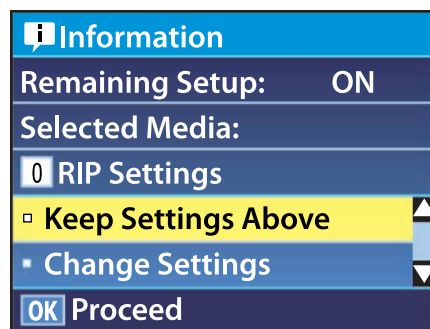 Information
Remaining Setup: ON
Selected Media:
0 RIP Settings
Keep Settings Above
Change Settings
OK Proceed